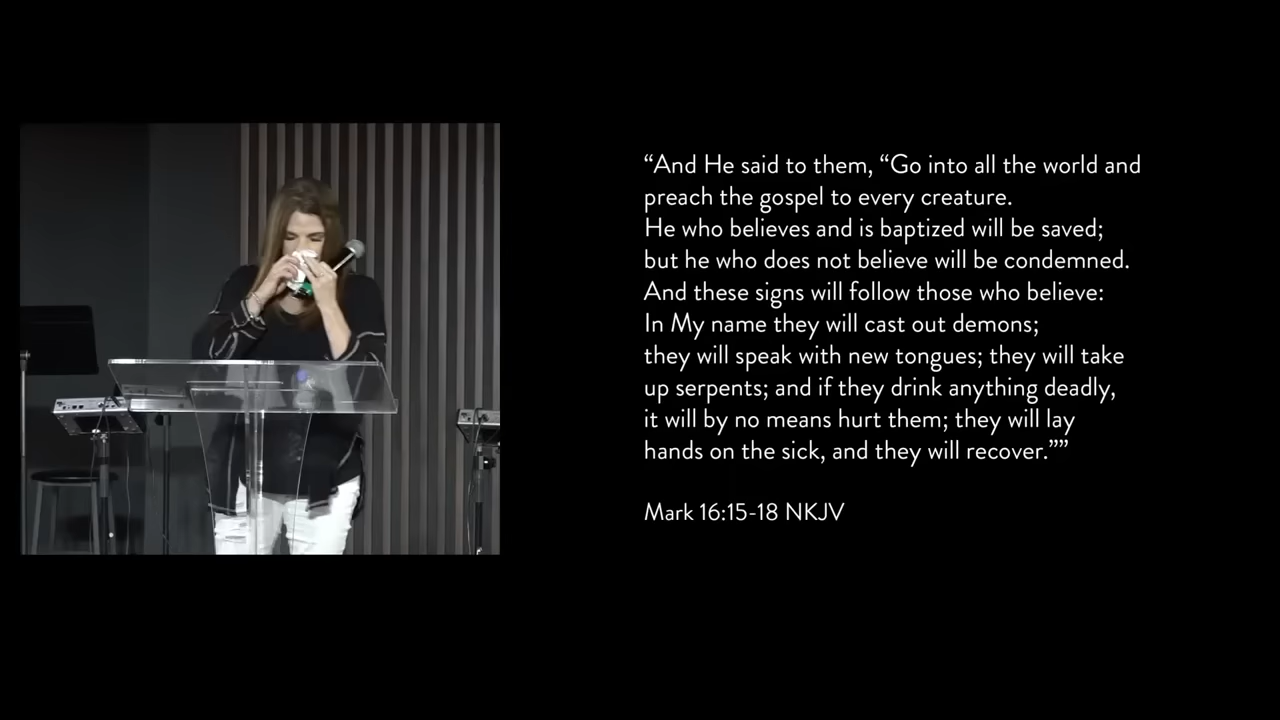 “And He said to them, “Go into all the world and
preach the gospel to every creature.
He who believes and is baptized will be saved;
but he who does not believe will be condemned.
And these signs will follow those who believe:
In My name they will cast out demons;
they will speak with new tongues; they will take
up serpents; and if they drink anything deadly,
it will by no means hurt them; they will lay
hands on the sick, and they will recover.””
Mark 16:15-18 NKJV